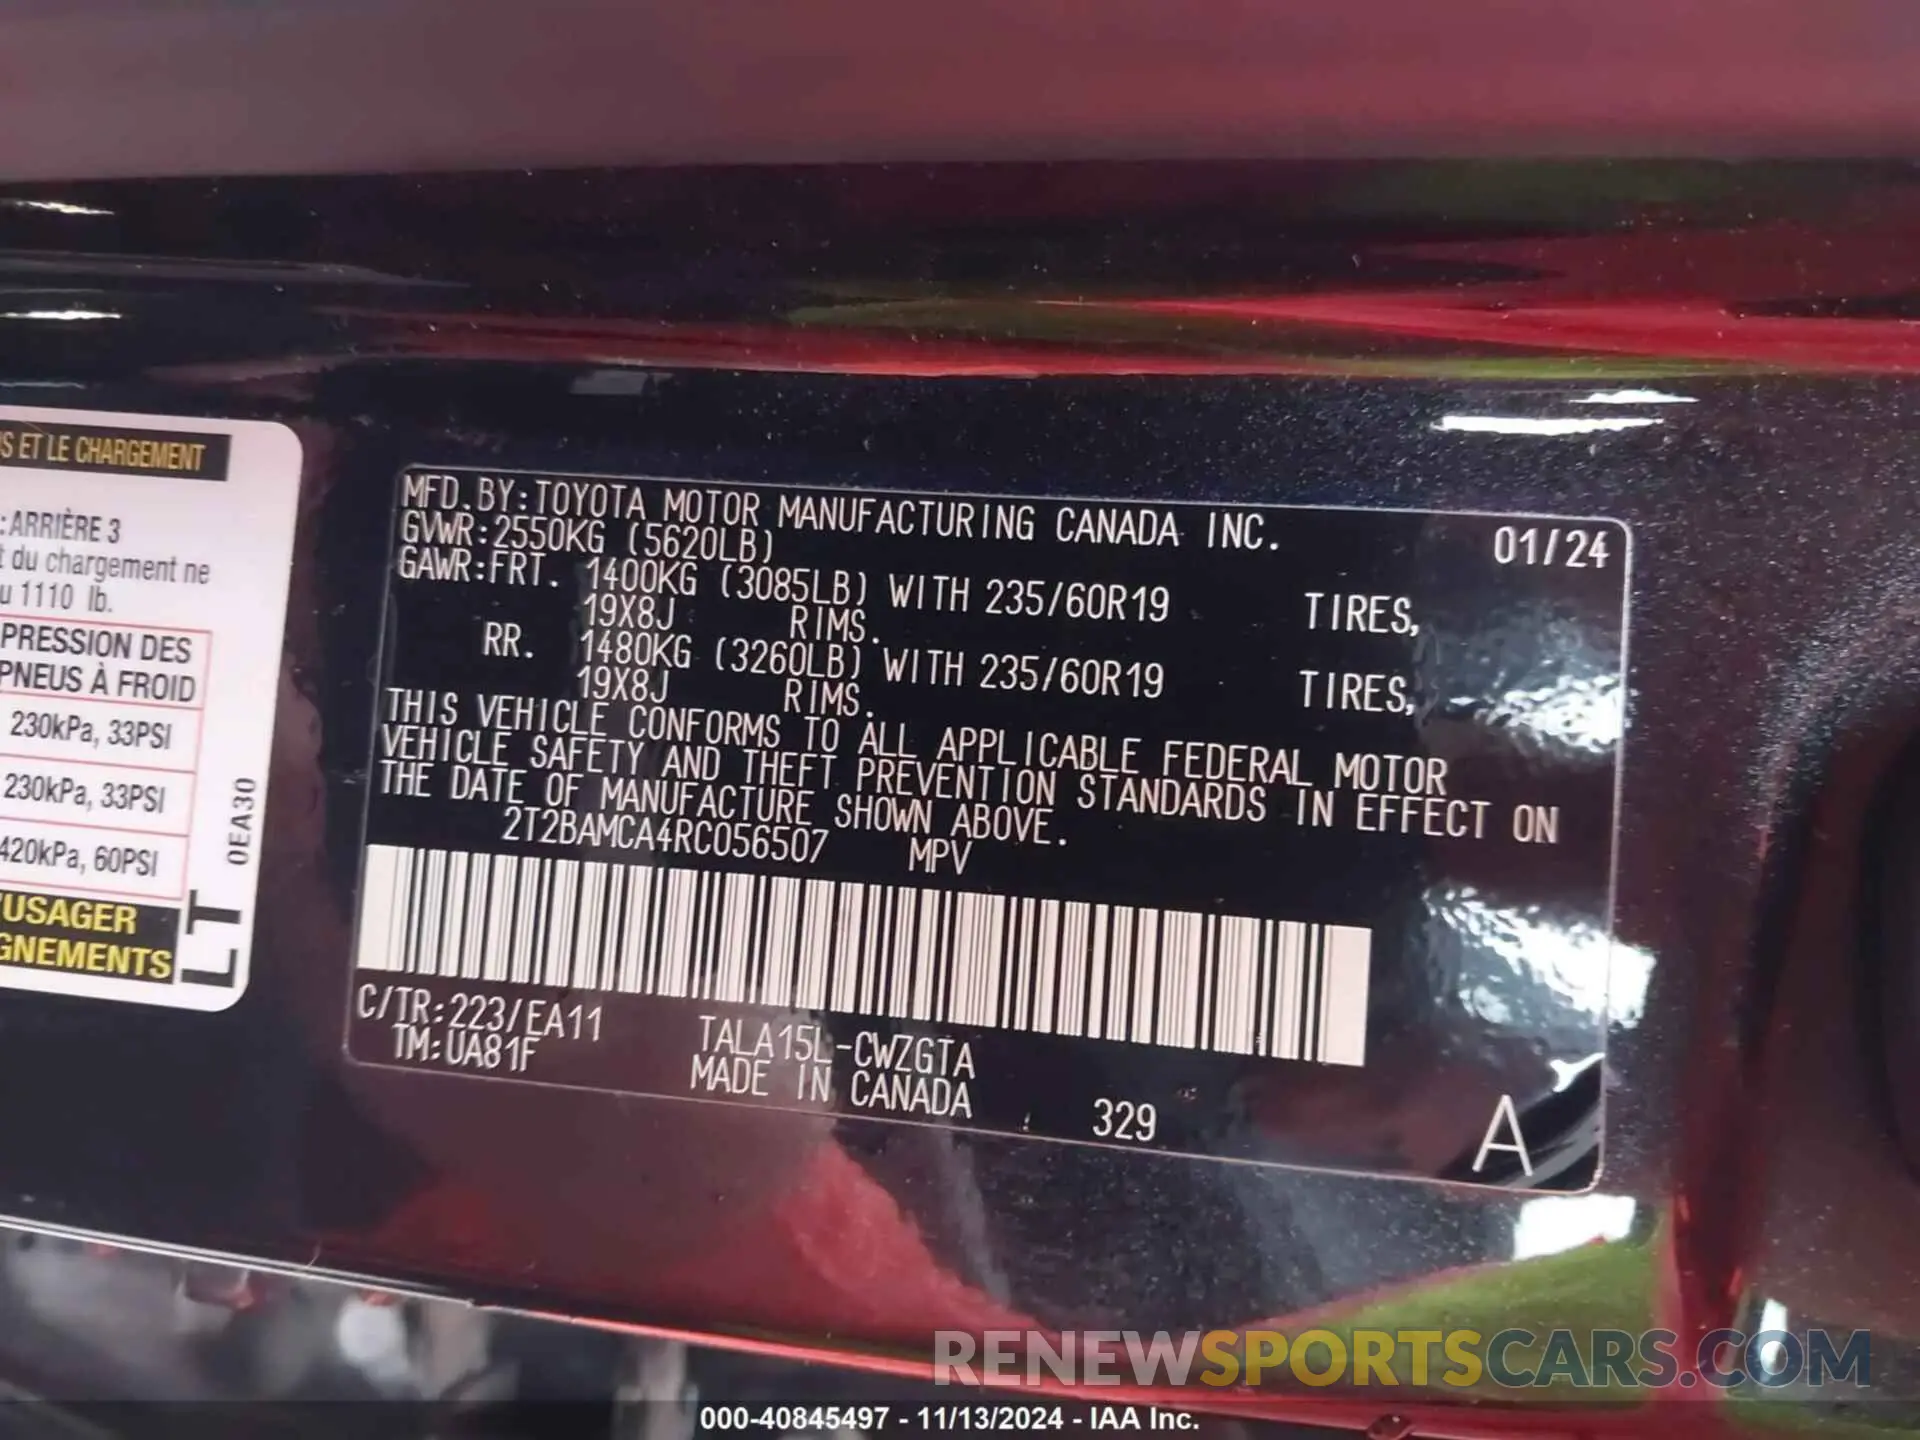 S ET LE CHARGEMENT
: ARRIÈRE 3
t du chargement ne
u 1110 lb.
PRESSION DES
PNEUS À FROID
230kPa, 33PSI
230kPa, 33PSI
420kPa, 60PSI
'USAGER
GNEMENTS
LT 0EA30
MFD.BY:TOYOTA MOTOR MANUFACTURING CANADA INC. 01/24
GVWR:2550KG (5620LB)
GAWR:FRT. 1400KG (3085LB) WITH 235/60R19 TIRES,
19X8J RIMS.
RR. 1480KG (3260LB) WITH 235/60R19 TIRES,
19X8J RIMS.
THIS VEHICLE CONFORMS TO ALL APPLICABLE FEDERAL MOTOR
VEHICLE SAFETY AND THEFT PREVENTION STANDARDS IN EFFECT ON
THE DATE OF MANUFACTURE SHOWN ABOVE.
2T2BAMCA4RC056507 MPV
C/TR:223/EA11 TALA15L-CWZGTA
TM:UA81F MADE IN CANADA 329 A
RENEWSPORTSCARS.COM
000-40845497 - 11/13/2024 - IAA Inc.